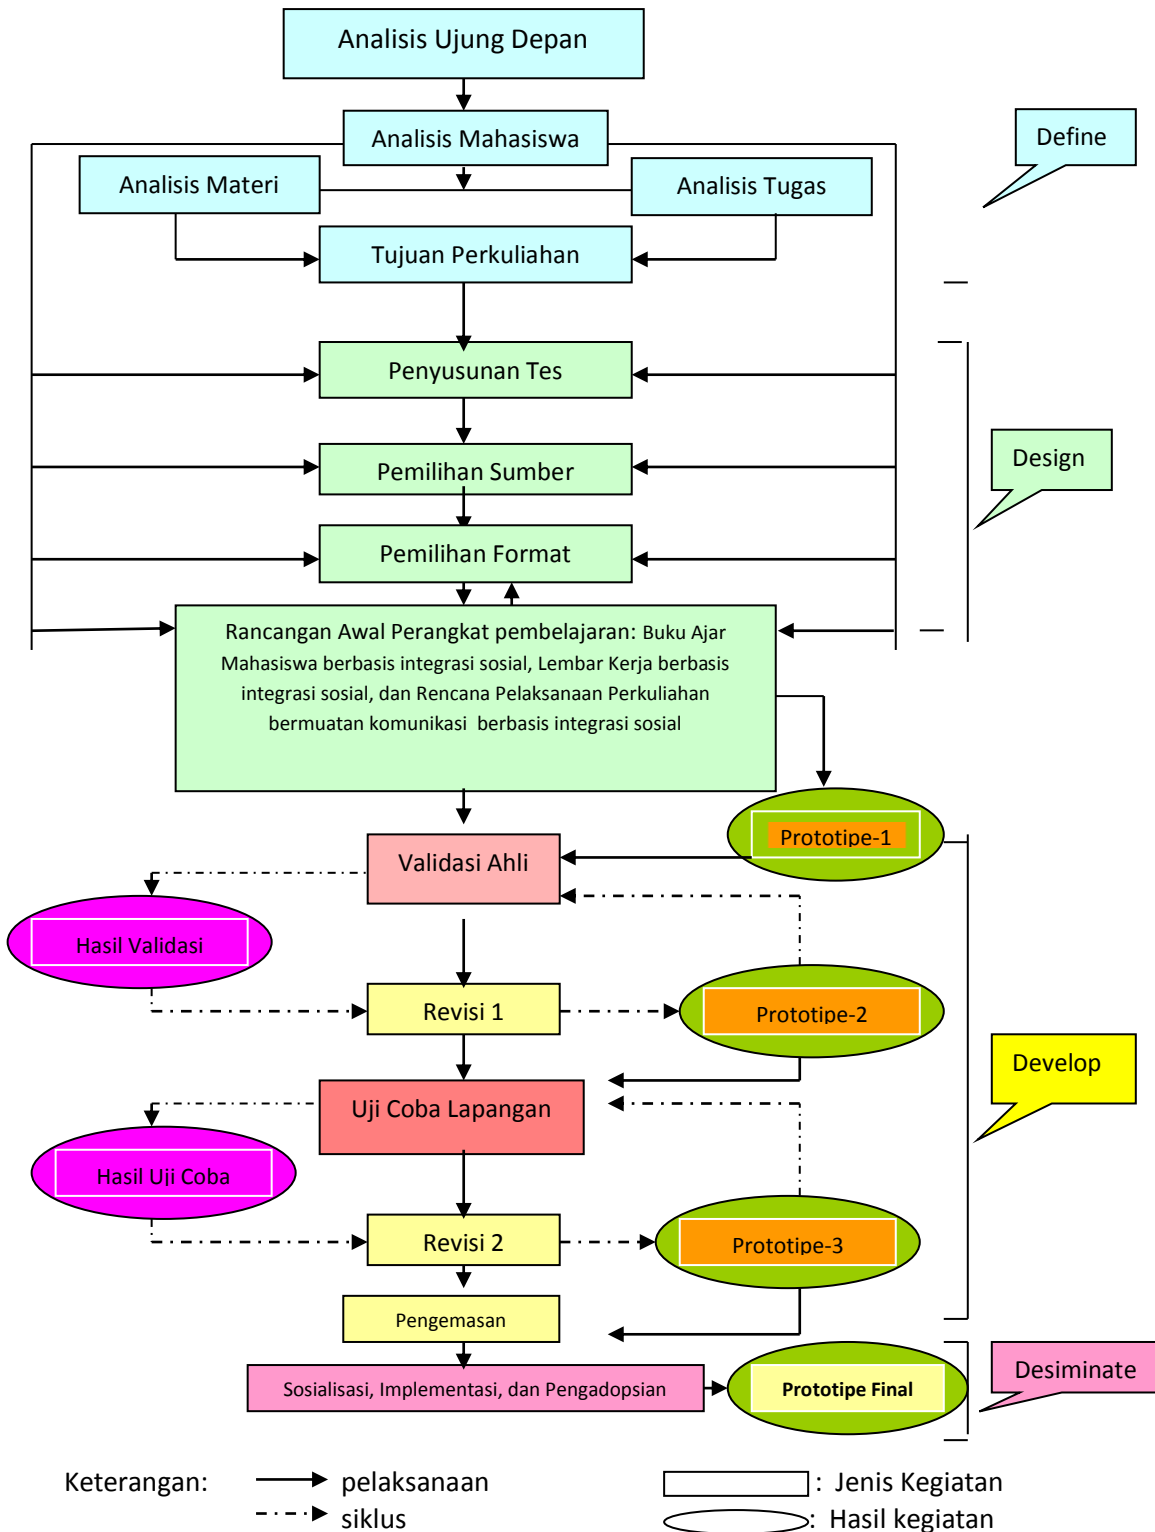 Analisis Ujung Depan
Analisis Mahasiswa
Define
Analisis Materi
Analisis Tugas
Tujuan Perkuliahan
Penyusunan Tes
Design
Pemilihan Sumber
Pemilihan Format
Rancangan Awal Perangkat pembelajaran: Buku Ajar
Mahasiswa berbasis integrasi sosial, Lembar Kerja berbasis
integrasi sosial, dan Rencana Pelaksanaan Perkuliahan
bermuatan komunikasi berbasis integrasi sosial
Prototipe-1
Validasi Ahli
Hasil Validasi
Revisi 1
Prototipe-2
Develop
Uji Coba Lapangan
Hasil Uji Coba
Revisi 2
Prototipe-3
Pengemasan
Desiminate
Sosialisasi, Implementasi, dan Pengadopsian
Prototipe Final
Keterangan:
pelaksanaan
: Jenis Kegiatan
siklus
: Hasil kegiatan